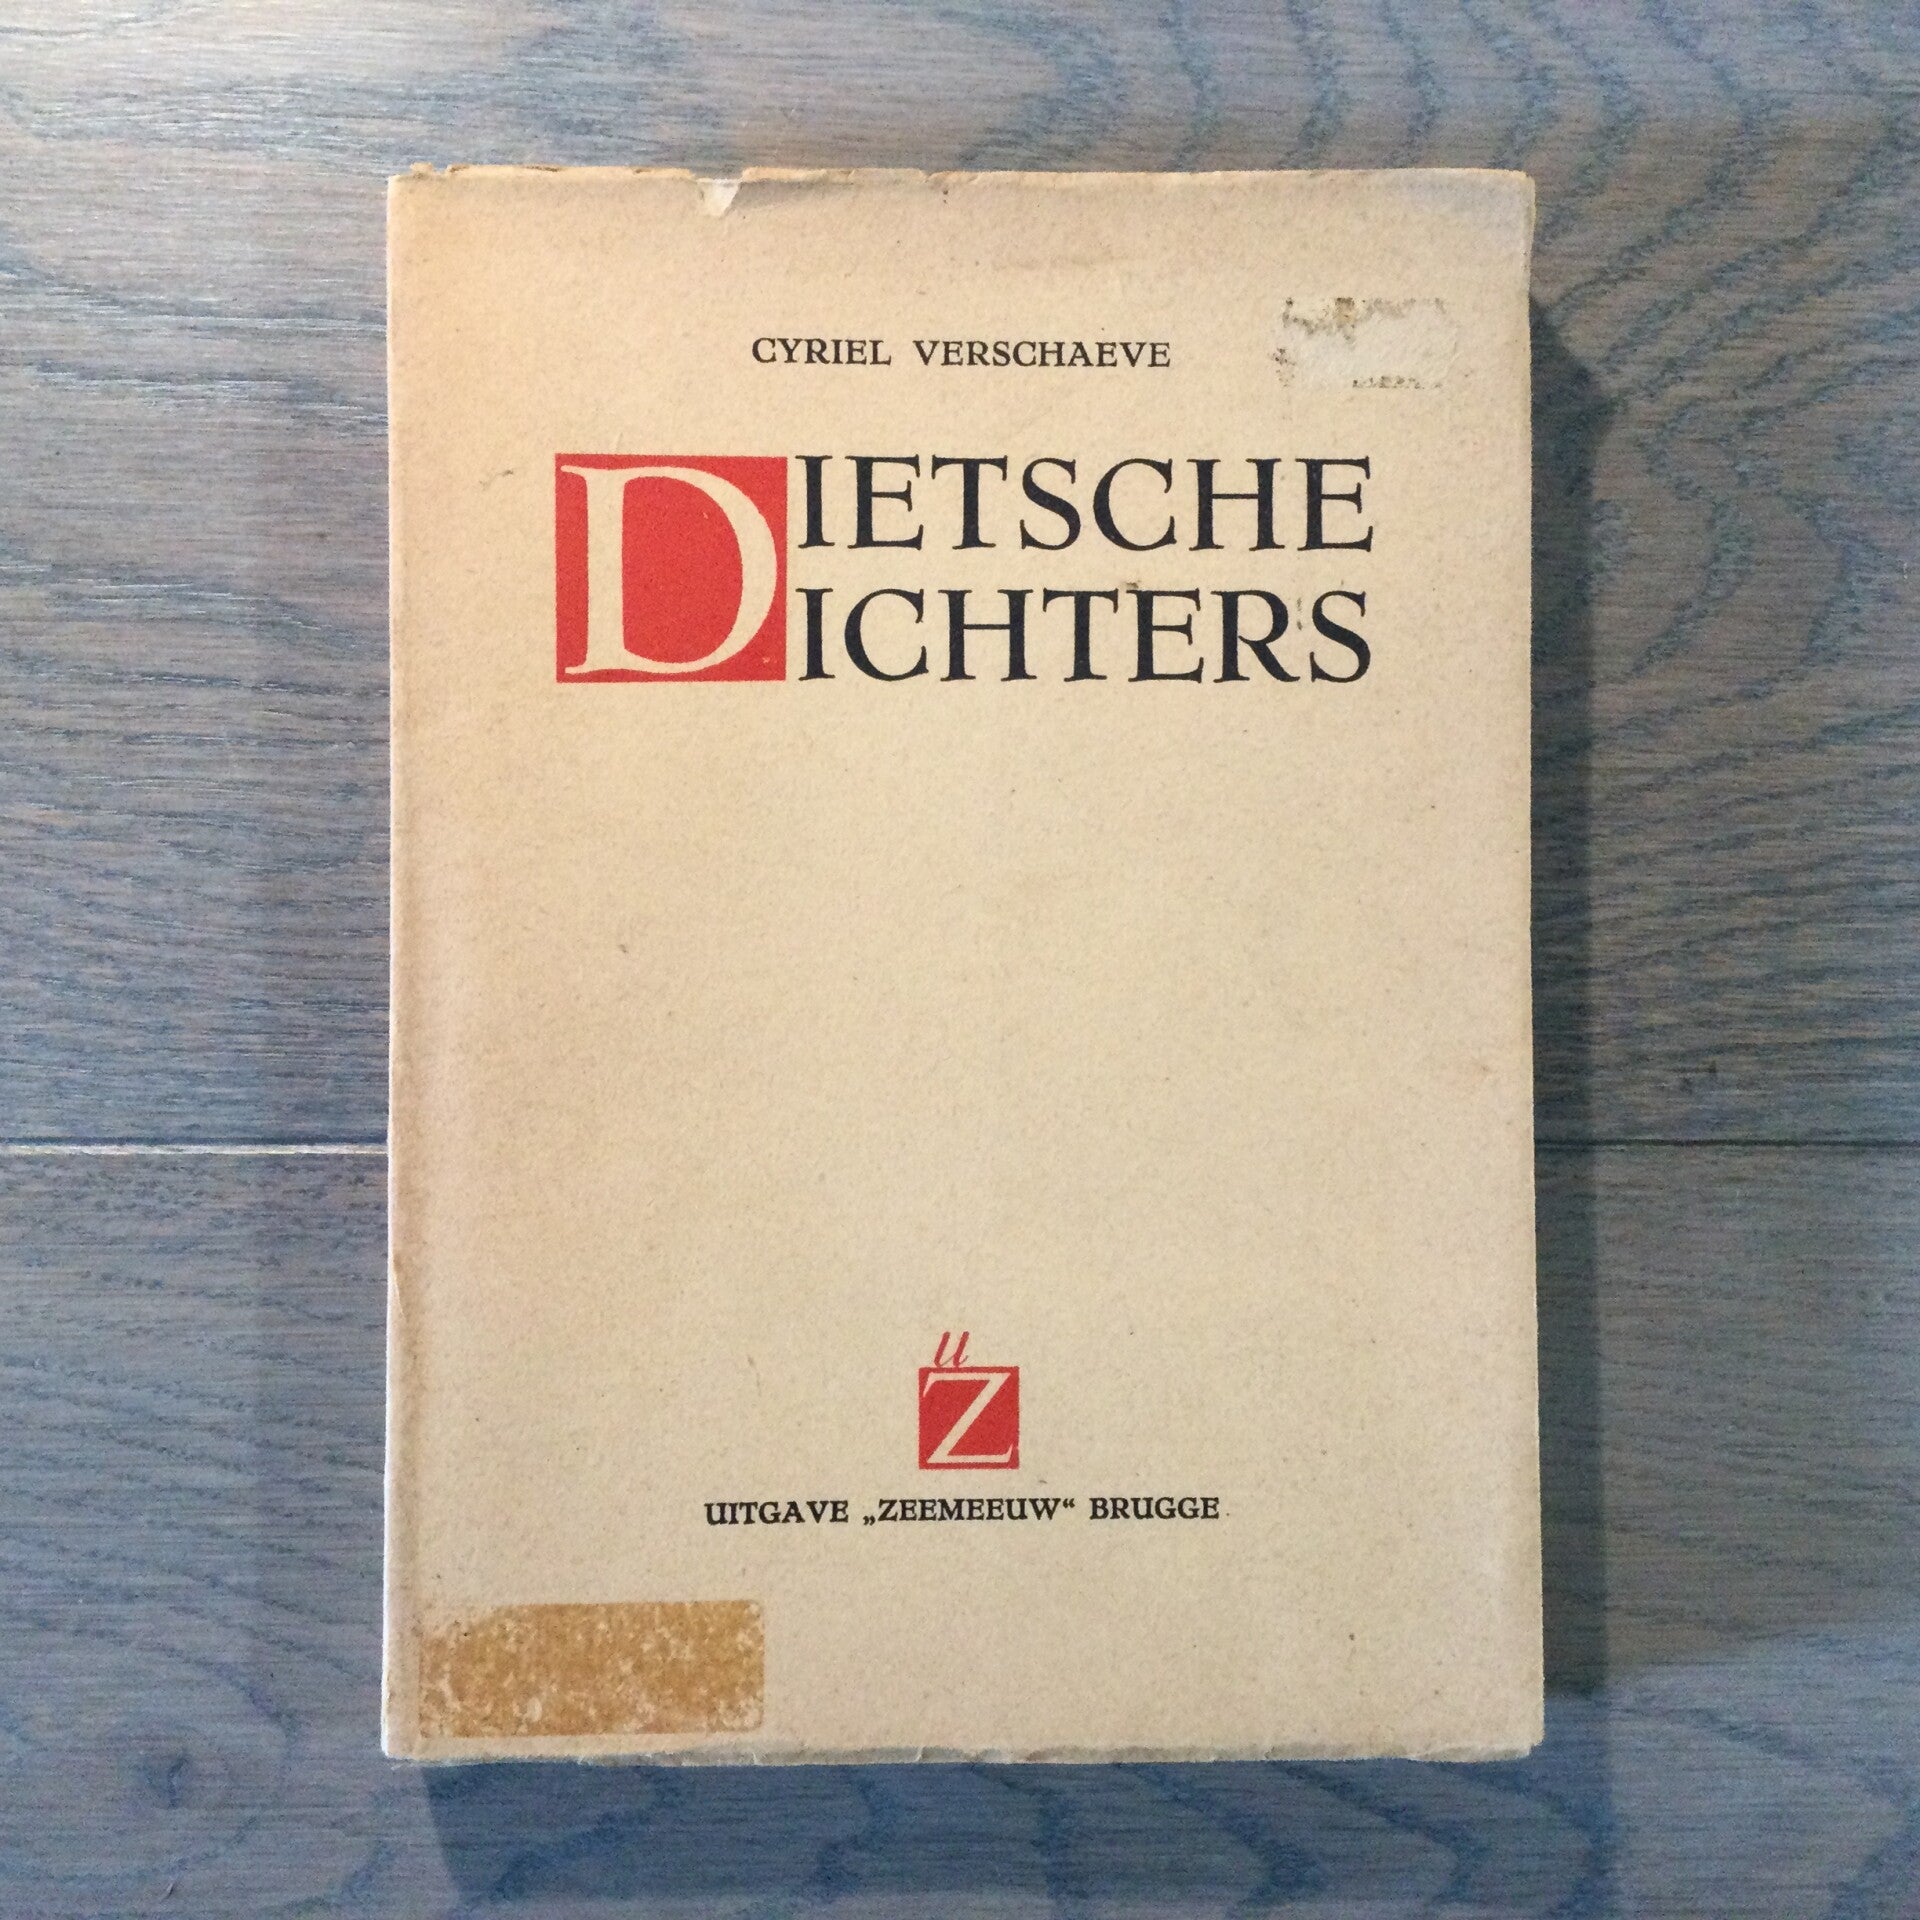 CYRIEL VERSCHAEVE
DIETSCHE
DICHTERS
u
Z
UITGAVE „ZEEMEEUW“ BRUGGE